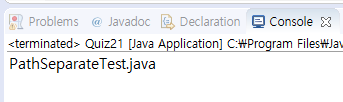 Problems @ Javadoc Declaration Console
<terminated> Quiz21 [Java Application] C:₩Program Files₩Jav
PathSeparateTest.java